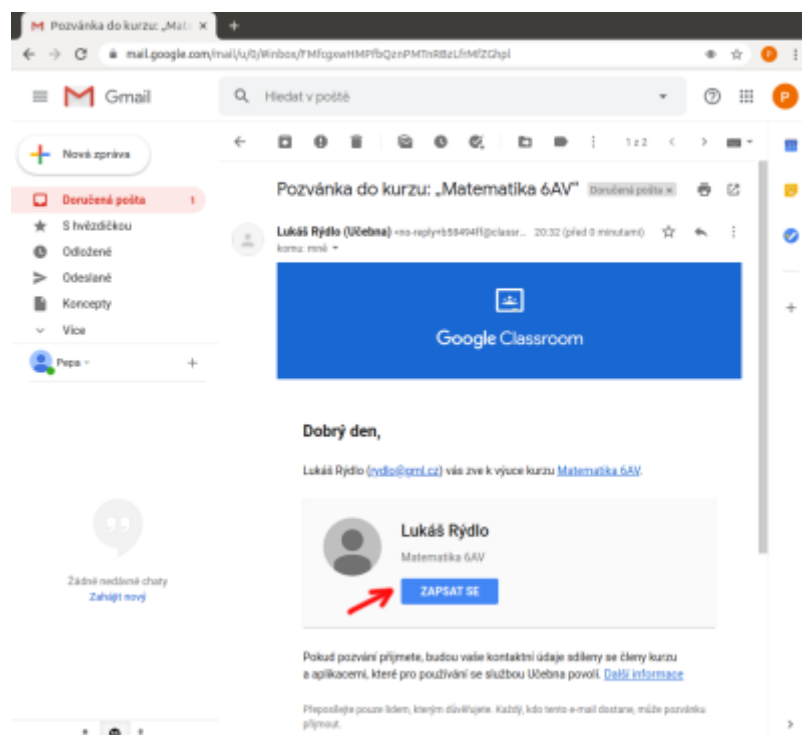 Pozvánka do kurzu: „Mat
mail.google.com/mail/u/0/
Gmail
Hledat v poště
P
Nová zpráva
1 z 2
Doručená pošta 1
S hvězdičkou
Odložené
Odeslané
Koncepty
Více
Pepa
Žádné nedávné chaty
Zahájit nový
Pozvánka do kurzu: „Matematika 6AV“ Doručená pošta x
Lukáš Rýdlo (Učebna) 20:32 (před 0 minutami)
komu: mně
Google Classroom
Dobrý den,
Lukáš Rýdlo (rydlo@gml.cz) vás zve k výuce kurzu Matematika 6AV.
Lukáš Rýdlo
Matematika 6AV
ZAPSAT SE
Pokud pozvání přijmete, budou vaše kontaktní údaje sdíleny se členy kurzu
a aplikacemi, které pro používání se službou Učebna povolí. Další informace
Přeposílejte pouze lidem, kterým důvěřujete. Každý, kdo tento e-mail dostane, může pozvánku
přijmout.